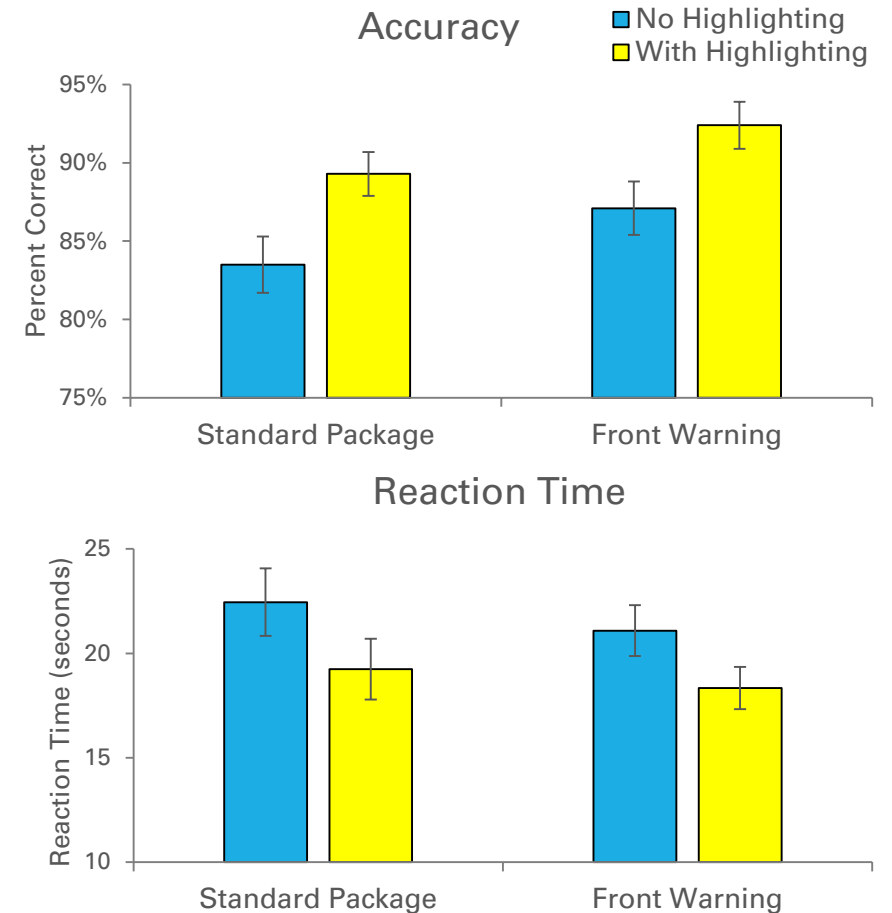 Accuracy
No Highlighting
With Highlighting
Percent Correct
95%
90%
85%
80%
75%
Standard Package
Front Warning
Reaction Time
Reaction Time (seconds)
25
20
15
10
Standard Package
Front Warning